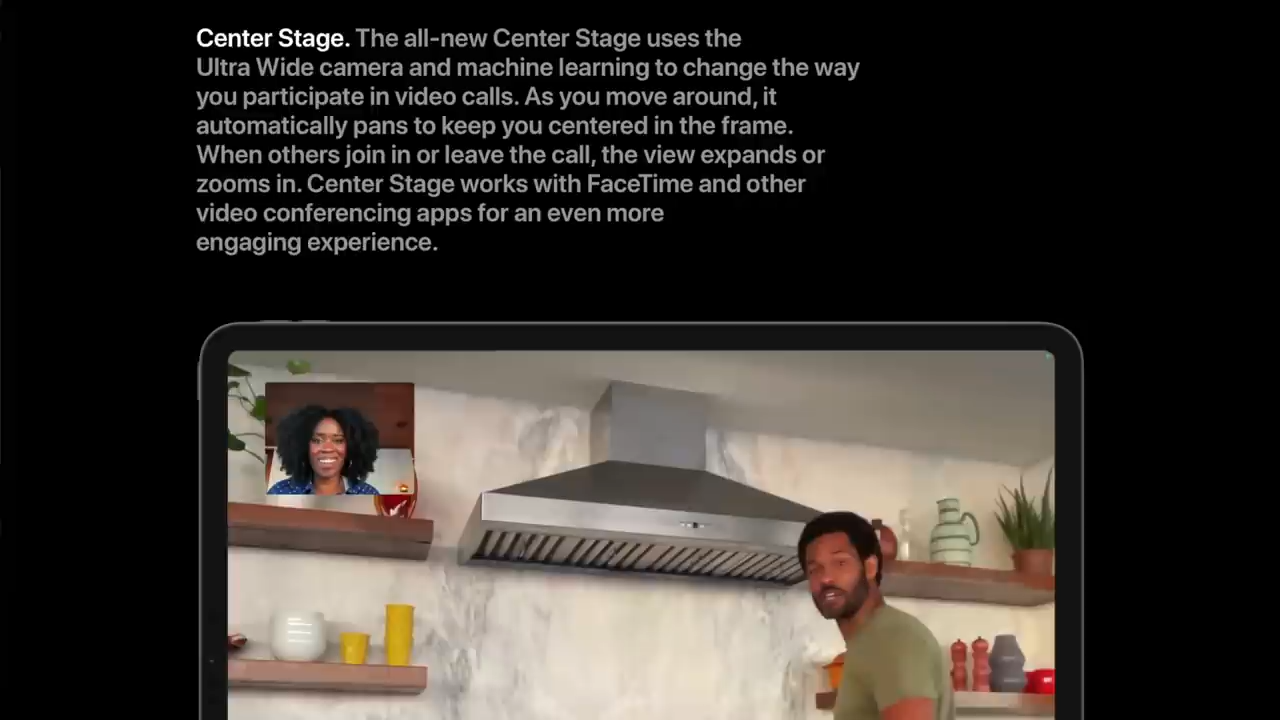 Center Stage. The all-new Center Stage uses the
Ultra Wide camera and machine learning to change the way
you participate in video calls. As you move around, it
automatically pans to keep you centered in the frame.
When others join in or leave the call, the view expands or
zooms in. Center Stage works with FaceTime and other
video conferencing apps for an even more
engaging experience.